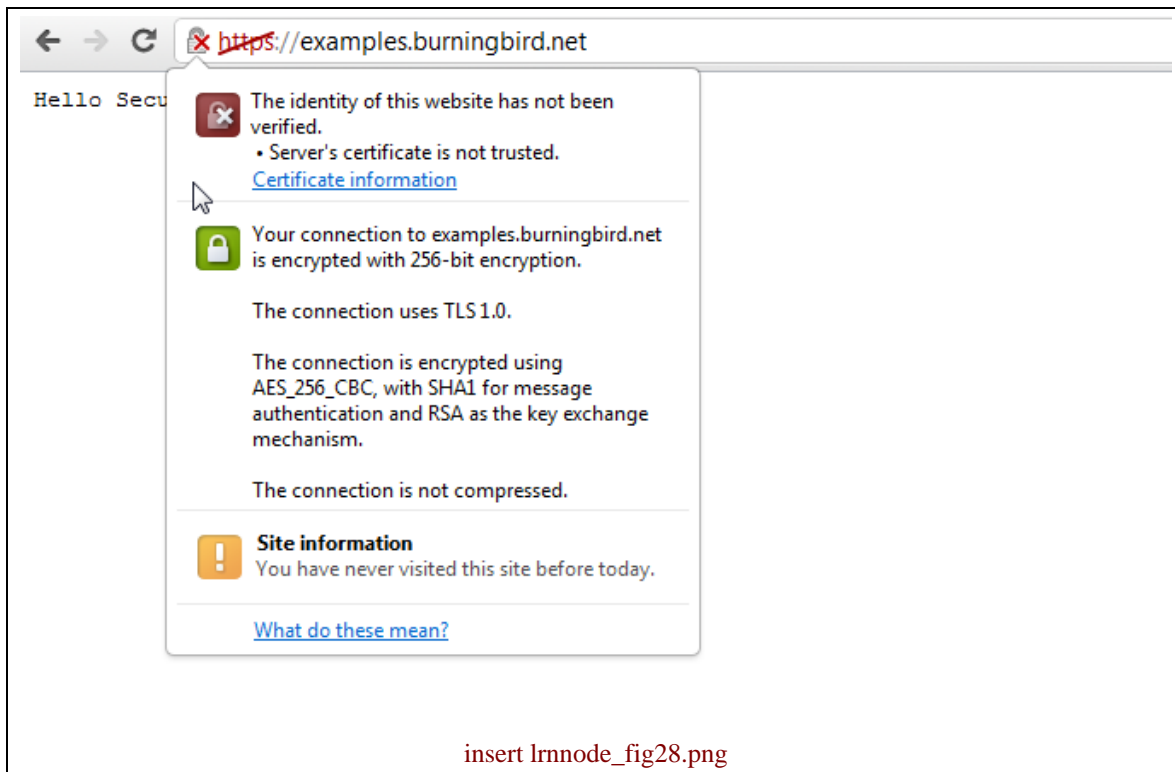 https://examples.burningbird.net
Hello Secu
The identity of this website has not been
verified.
• Server's certificate is not trusted.
Certificate information
Your connection to examples.burningbird.net
is encrypted with 256-bit encryption.
The connection uses TLS 1.0.
The connection is encrypted using
AES_256_CBC, with SHA1 for message
authentication and RSA as the key exchange
mechanism.
The connection is not compressed.
Site information
You have never visited this site before today.
What do these mean?
insert lrnnode_fig28.png